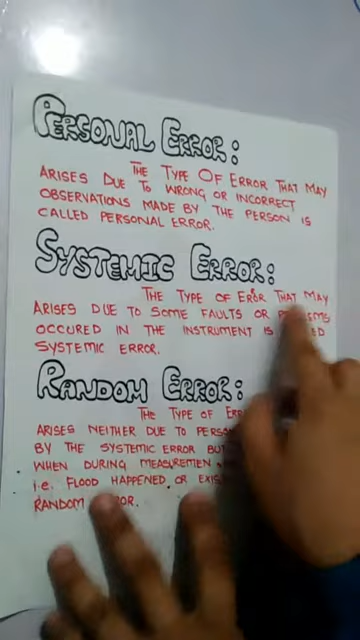 PERSONAL ERROR:
THE TYPE OF ERROR THAT MAY
ARISES DUE TO WRONG OR INCORRECT
OBSERVATIONS MADE BY THE PERSON IS
CALLED PERSONAL ERROR.
SYSTEMIC ERROR:
THE TYPE OF EROR THAT MAY
ARISES DUE TO SOME FAULTS OR
OCCURED IN THE INSTRUMENT IS
SYSTEMIC ERROR.
RANDOM ERROR:
THE TYPE OF
ARISES NEITHER DUE TO
BY THE SYSTEMIC ERROR BUT
WHEN DURING
i.e. FLOOD HAPPENED OR
RANDOM